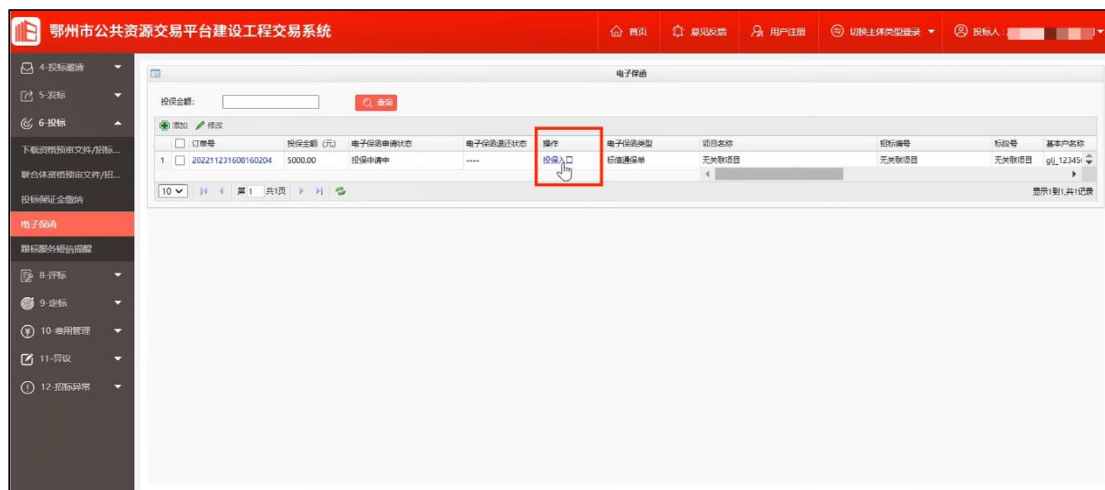 鄂州市公共资源交易平台建设工程交易系统
首页 意见反馈 用户注册 切换主体类型登录 投标人：
4-投标邀请
5-发标
6-投标
下载资格预审文件/招标...
联合体资格预审文件/招...
投标保证金缴纳
电子保函
跟标服务短信提醒
8-评标
9-定标
10-费用管理
11-异议
12-招标异常
电子保函
投保金额： 查询
添加 修改
订单号 投保金额（元） 电子保函申请状态 电子保函退还状态 操作 电子保函类型 项目名称 招标编号 标段号 基本户名称
1 202211231608160204 5000.00 投保申请中 ---- 投保入口 标信通保单 无关联项目 无关联项目 无关联项目 glj_12345
10 第 1 共1页 显示1到1,共1记录